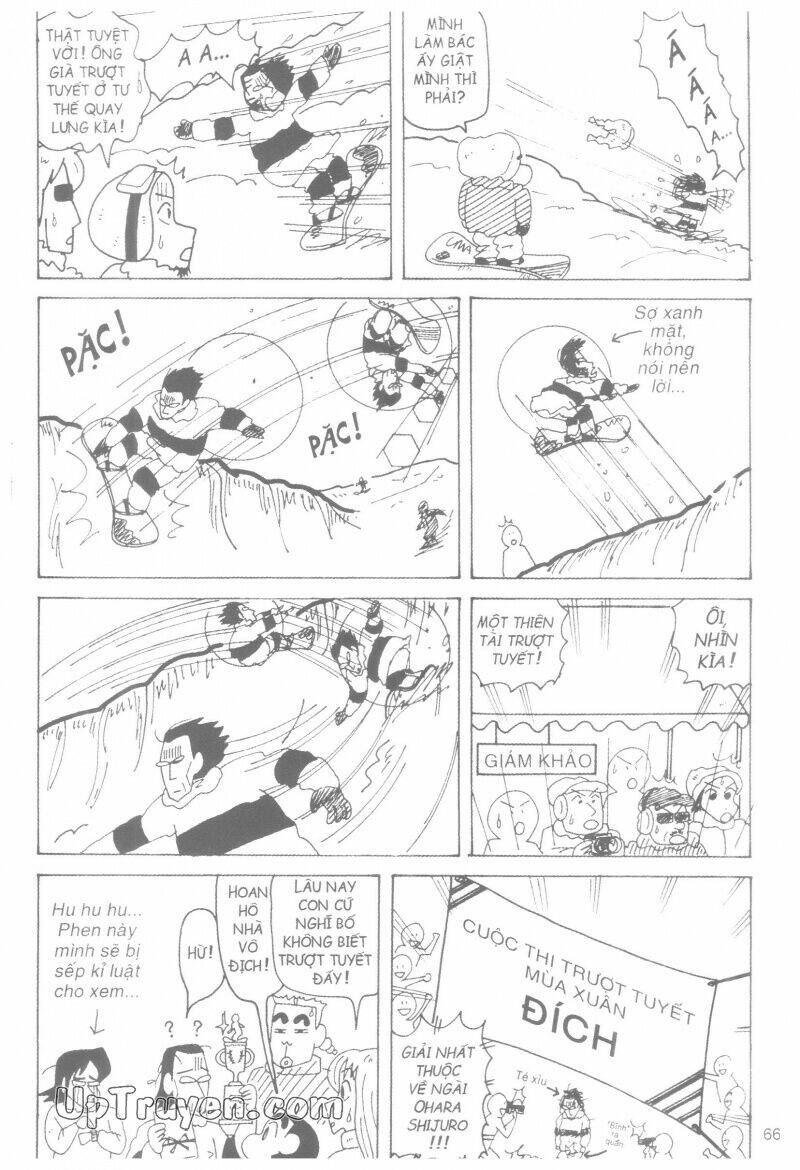 THẬT TUYỆT
VỜI! ÔNG
GIÀ TRƯỢT
TUYẾT Ở TƯ
THẾ QUAY
LƯNG KÌA!
A A...
MÌNH
LÀM BÁC
ẤY GIẬT
MÌNH THÌ
PHẢI?
Á
Á
Á
A...
PẶC!
PẶC!
Sợ xanh
mặt,
không
nói nên
lời...
MỘT THIÊN
TÀI TRƯỢT
TUYẾT!
ÔI,
NHÌN
KÌA!
GIÁM KHẢO
Hu hu hu...
Phen này
mình sẽ bị
sếp kỉ luật
cho xem...
HỪ!
HOAN
HÔ
NHÀ
VÔ
ĐỊCH!
LÂU NAY
CON CỨ
NGHĨ BỐ
KHÔNG BIẾT
TRƯỢT TUYẾT
ĐẤY!
? ?
CUỘC THI TRƯỢT TUYẾT
MÙA XUÂN
ĐÍCH
GIẢI NHẤT
THUỘC
VỀ NGÀI
OHARA
SHIJURO
!!!
Té xỉu
"Bĩnh"
ra
quần
UpTruyen.com
66